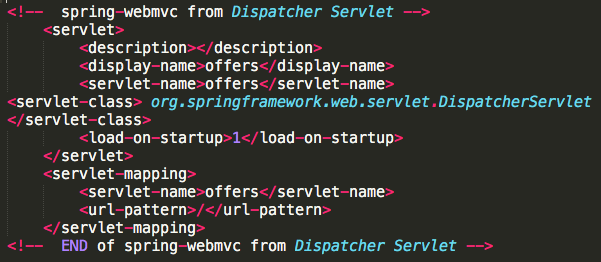 <!--  spring-webmvc from Dispatcher Servlet -->
    <servlet>
        <description></description>
        <display-name>offers</display-name>
        <servlet-name>offers</servlet-name>
<servlet-class> org.springframework.web.servlet.DispatcherServlet
</servlet-class>
        <load-on-startup>1</load-on-startup>
    </servlet>
    <servlet-mapping>
        <servlet-name>offers</servlet-name>
        <url-pattern>/</url-pattern>
    </servlet-mapping>
<!--  END of spring-webmvc from Dispatcher Servlet -->